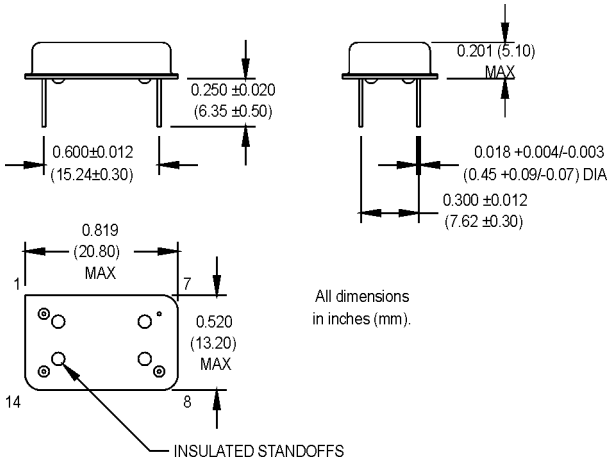 0.250 ±0.020
(6.35 ±0.50)
0.600±0.012
(15.24±0.30)
0.201 (5.10)
MAX
0.018 +0.004/-0.003
(0.45 +0.09/-0.07) DIA
0.300 ±0.012
(7.62 ±0.30)
0.819
(20.80)
MAX
1
7
0.520
(13.20)
MAX
14
8
All dimensions
in inches (mm).
INSULATED STANDOFFS